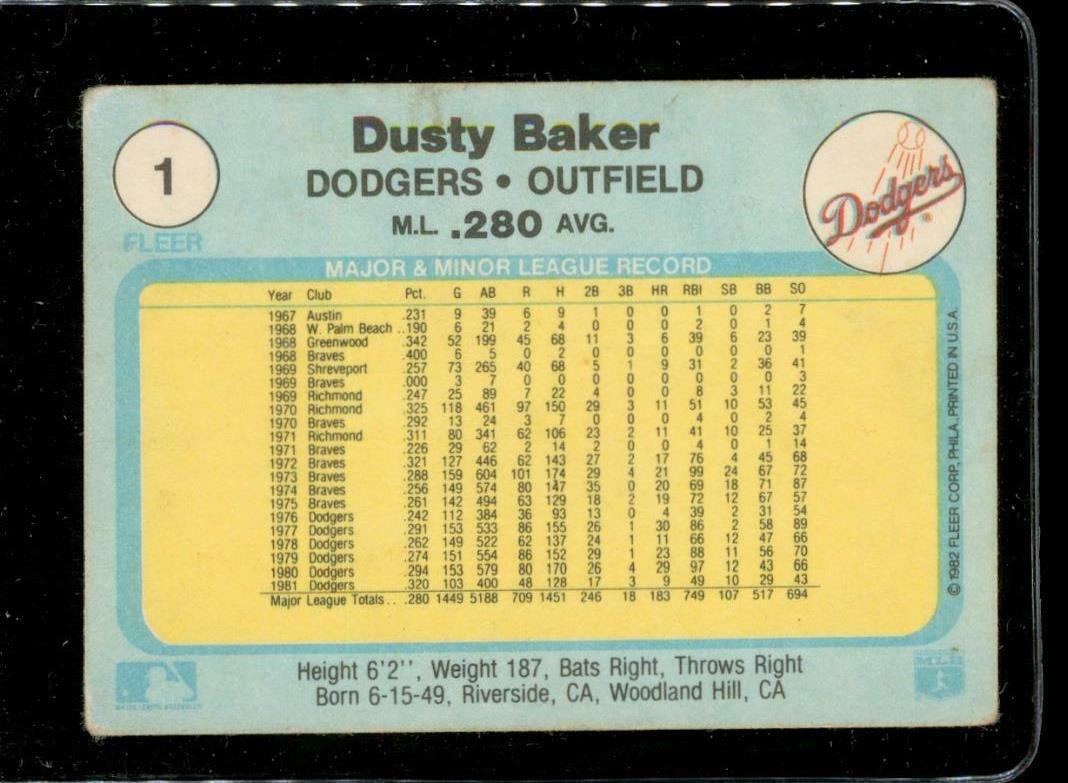 1
FLEER
Dusty Baker
DODGERS • OUTFIELD
M.L. .280 AVG.
Dodgers
MAJOR & MINOR LEAGUE RECORD
Year Club Pct. G AB R H 2B 3B HR RBI SB BB SO
1967 Austin .231 9 39 6 9 1 0 0 1 0 2 7
1968 W. Palm Beach ..190 6 21 2 4 0 0 0 2 0 1 4
1968 Greenwood .342 52 199 45 68 11 3 6 39 6 23 39
1968 Braves .400 6 5 0 2 0 0 0 0 0 0 1
1969 Shreveport .257 73 265 40 68 5 1 9 31 2 36 41
1969 Braves .000 3 7 0 0 0 0 0 0 0 0 3
1969 Richmond .247 25 89 7 22 4 0 0 8 3 11 22
1970 Richmond .325 118 461 97 150 29 3 11 51 10 53 45
1970 Braves .292 13 24 3 7 0 0 0 4 0 2 4
1971 Richmond .311 80 341 62 106 23 2 11 41 10 25 37
1971 Braves .226 29 62 2 14 2 0 0 4 0 1 14
1972 Braves .321 127 446 62 143 27 2 17 76 4 45 68
1973 Braves .288 159 604 101 174 29 4 21 99 24 67 72
1974 Braves .256 149 574 80 147 35 0 20 69 18 71 87
1975 Braves .261 142 494 63 129 18 2 19 72 12 67 57
1976 Dodgers .242 112 384 36 93 13 0 4 39 2 31 54
1977 Dodgers .291 153 533 86 155 26 1 30 86 2 58 89
1978 Dodgers .262 149 522 62 137 24 1 11 66 12 47 66
1979 Dodgers .274 151 554 86 152 29 1 23 88 11 56 70
1980 Dodgers .294 153 579 80 170 26 4 29 97 12 43 66
1981 Dodgers .320 103 400 48 128 17 3 9 49 10 29 43
Major League Totals . . .280 1449 5188 709 1451 246 18 183 749 107 517 694
Height 6'2'', Weight 187, Bats Right, Throws Right
Born 6-15-49, Riverside, CA, Woodland Hill, CA
© 1982 FLEER CORP., PHILA., PRINTED IN U.S.A.